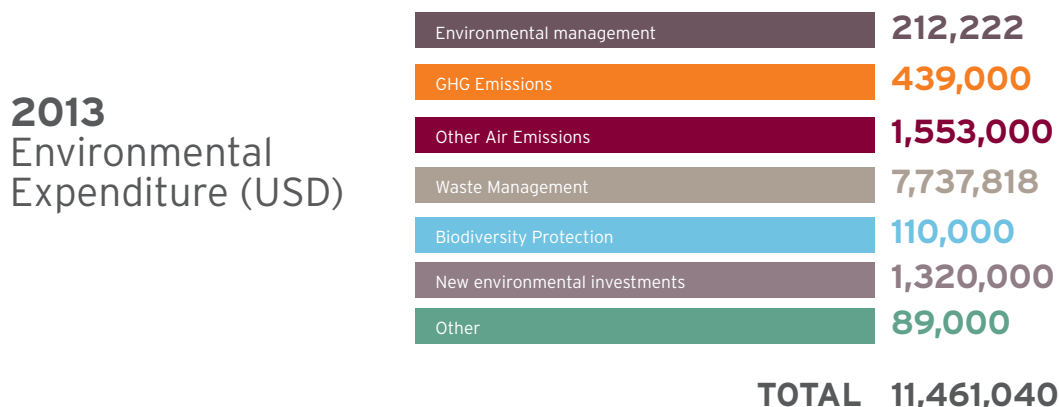 2013
Environmental
Expenditure (USD)
Environmental management 212,222
GHG Emissions 439,000
Other Air Emissions 1,553,000
Waste Management 7,737,818
Biodiversity Protection 110,000
New environmental investments 1,320,000
Other 89,000
TOTAL 11,461,040